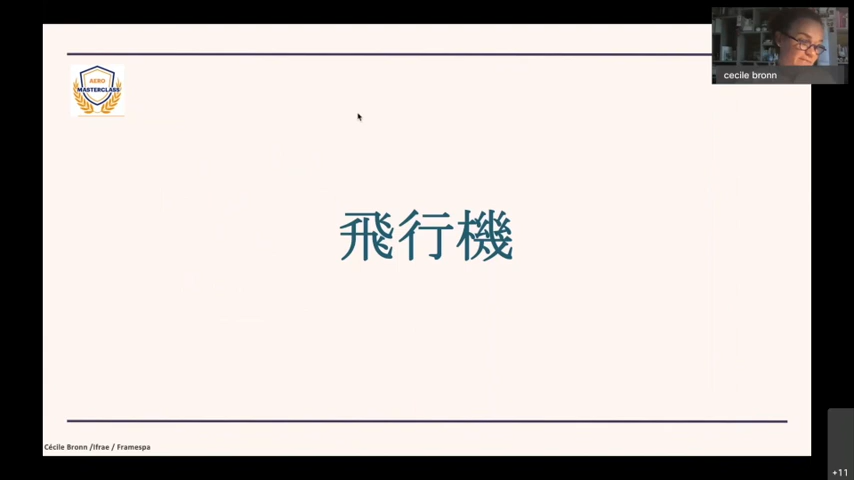 AERO
MASTERCLASS
cecile bronn
飛行機
Cécile Bronn /Ifrae / Framespa
+11